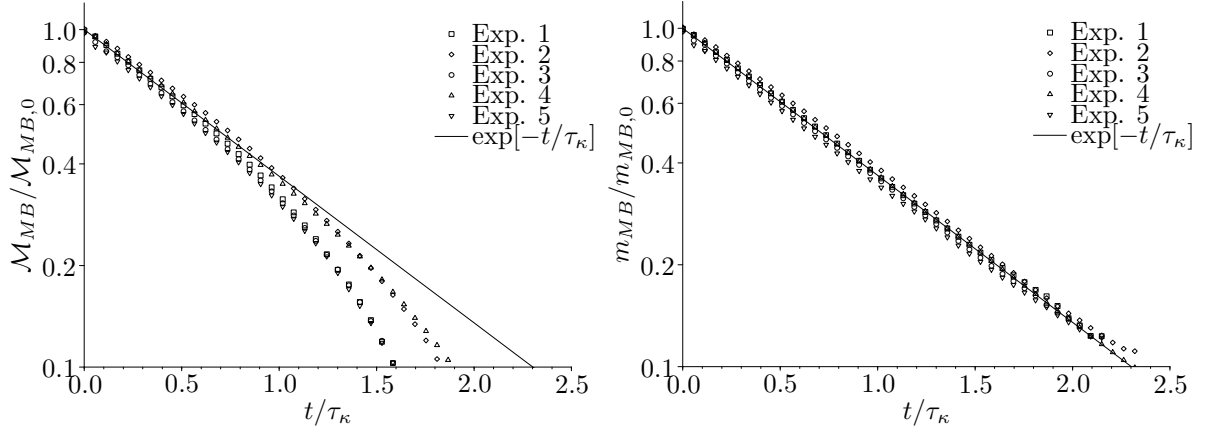 1.0
0.8
0.6
0.4
0.2
0.1
𝓜_{MB}/𝓜_{MB,0}
0.0 0.5 1.0 1.5 2.0 2.5
t/τ_κ
Exp. 1
Exp. 2
Exp. 3
Exp. 4
Exp. 5
exp[−t/τ_κ]
1.0
0.8
0.6
0.4
0.2
0.1
m_{MB}/m_{MB,0}
0.0 0.5 1.0 1.5 2.0 2.5
t/τ_κ
Exp. 1
Exp. 2
Exp. 3
Exp. 4
Exp. 5
exp[−t/τ_κ]